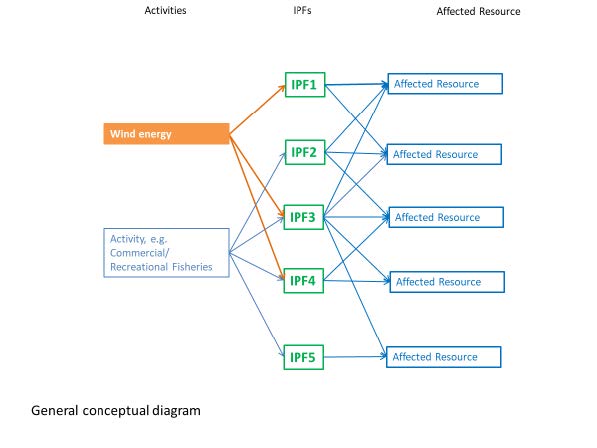 Activities IPFs Affected Resource
IPF1 Affected Resource
Wind energy
IPF2 Affected Resource
IPF3 Affected Resource
Activity, e.g.
Commercial/
Recreational Fisheries
IPF4 Affected Resource
IPF5 Affected Resource
General conceptual diagram